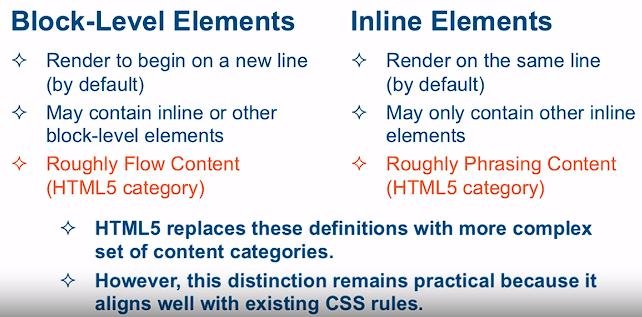 Block-Level Elements
Render to begin on a new line
(by default)
May contain inline or other
block-level elements
Roughly Flow Content
(HTML5 category)
Inline Elements
Render on the same line
(by default)
May only contain other inline
elements
Roughly Phrasing Content
(HTML5 category)
HTML5 replaces these definitions with more complex
set of content categories.
However, this distinction remains practical because it
aligns well with existing CSS rules.